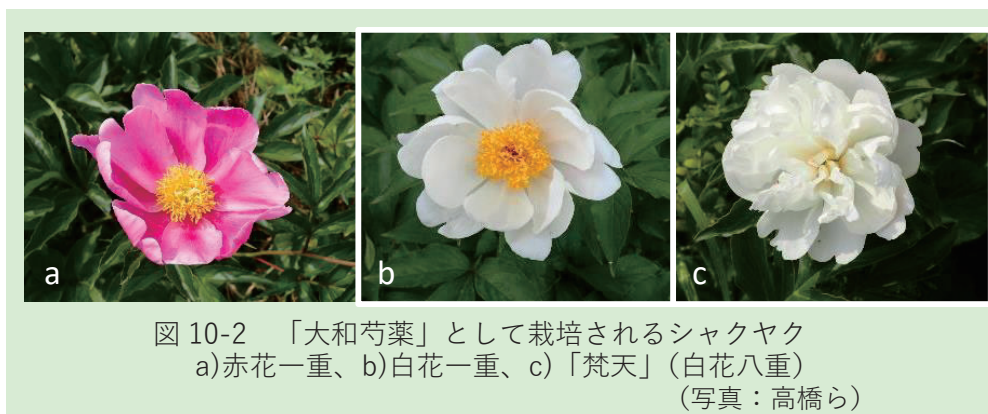 a
b
c
図 10-2　「大和芍薬」として栽培されるシャクヤク
a)赤花一重、b)白花一重、c)「梵天」（白花八重）
（写真：高橋ら）